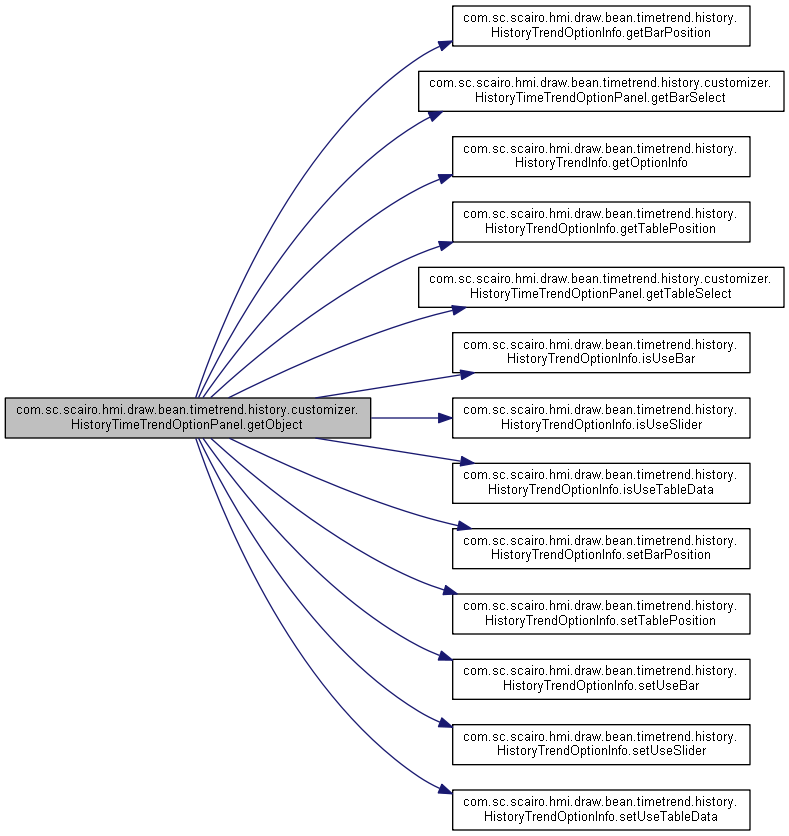 com.sc.scairo.hmi.draw.bean.timetrend.history.
HistoryTrendOptionInfo.getBarPosition
com.sc.scairo.hmi.draw.bean.timetrend.history.customizer.
HistoryTimeTrendOptionPanel.getBarSelect
com.sc.scairo.hmi.draw.bean.timetrend.history.
HistoryTrendInfo.getOptionInfo
com.sc.scairo.hmi.draw.bean.timetrend.history.
HistoryTrendOptionInfo.getTablePosition
com.sc.scairo.hmi.draw.bean.timetrend.history.customizer.
HistoryTimeTrendOptionPanel.getTableSelect
com.sc.scairo.hmi.draw.bean.timetrend.history.
HistoryTrendOptionInfo.isUseBar
com.sc.scairo.hmi.draw.bean.timetrend.history.customizer.
HistoryTimeTrendOptionPanel.getObject
com.sc.scairo.hmi.draw.bean.timetrend.history.
HistoryTrendOptionInfo.isUseSlider
com.sc.scairo.hmi.draw.bean.timetrend.history.
HistoryTrendOptionInfo.isUseTableData
com.sc.scairo.hmi.draw.bean.timetrend.history.
HistoryTrendOptionInfo.setBarPosition
com.sc.scairo.hmi.draw.bean.timetrend.history.
HistoryTrendOptionInfo.setTablePosition
com.sc.scairo.hmi.draw.bean.timetrend.history.
HistoryTrendOptionInfo.setUseBar
com.sc.scairo.hmi.draw.bean.timetrend.history.
HistoryTrendOptionInfo.setUseSlider
com.sc.scairo.hmi.draw.bean.timetrend.history.
HistoryTrendOptionInfo.setUseTableData